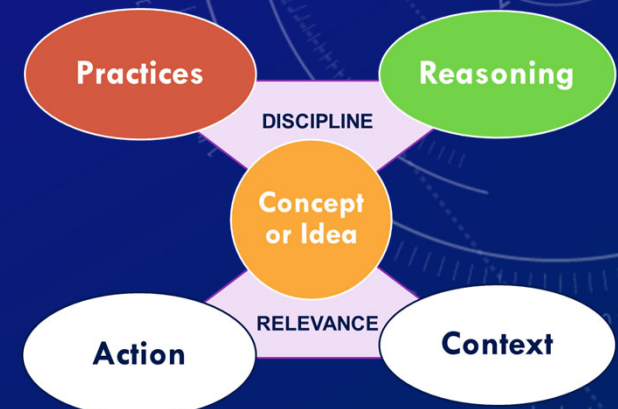 Practices
Reasoning
DISCIPLINE
Concept
or Idea
RELEVANCE
Action
Context